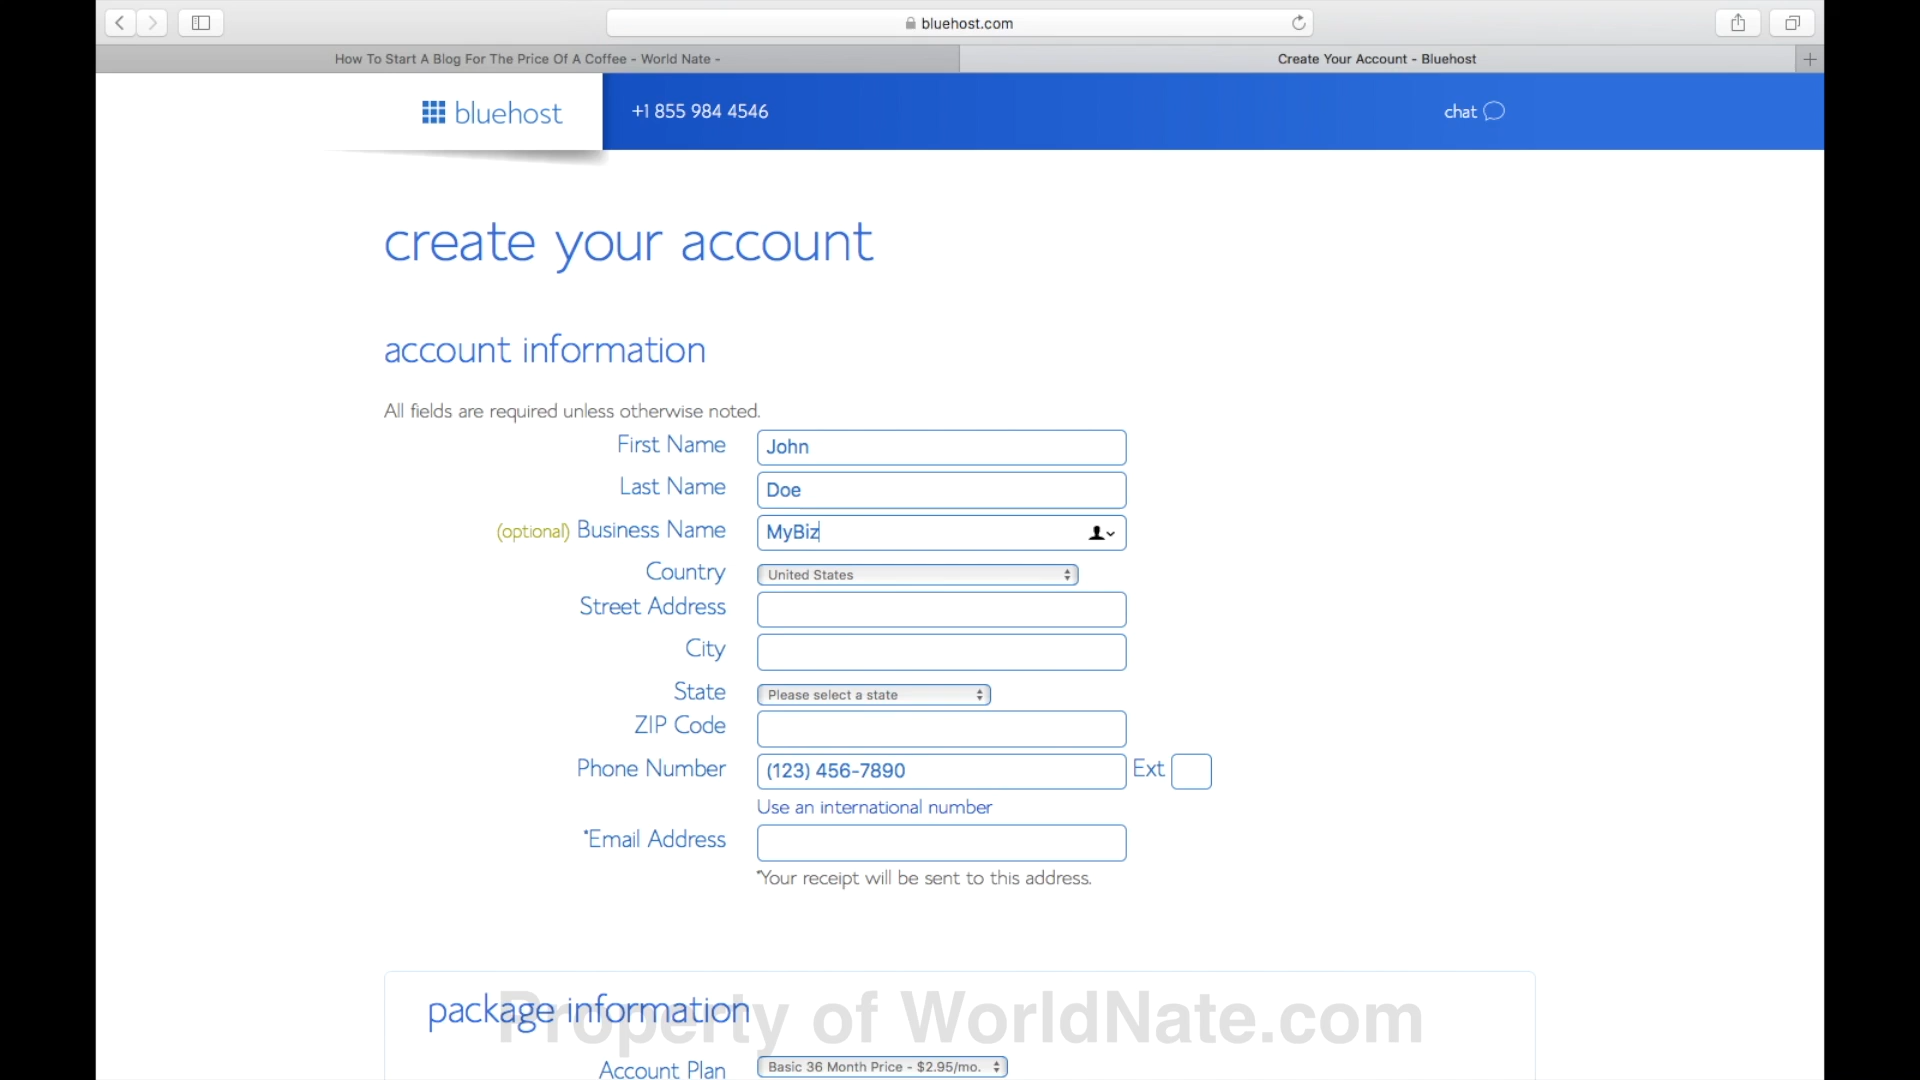 bluehost.com
How To Start A Blog For The Price Of A Coffee - World Nate -
Create Your Account - Bluehost
bluehost
+1 855 984 4546
chat
create your account
account information
All fields are required unless otherwise noted.
First Name John
Last Name Doe
(optional) Business Name MyBiz
Country United States
Street Address
City
State Please select a state
ZIP Code
Phone Number (123) 456-7890 Ext
Use an international number
*Email Address
*Your receipt will be sent to this address.
package information
Property of WorldNate.com
Account Plan Basic 36 Month Price - $2.95/mo.